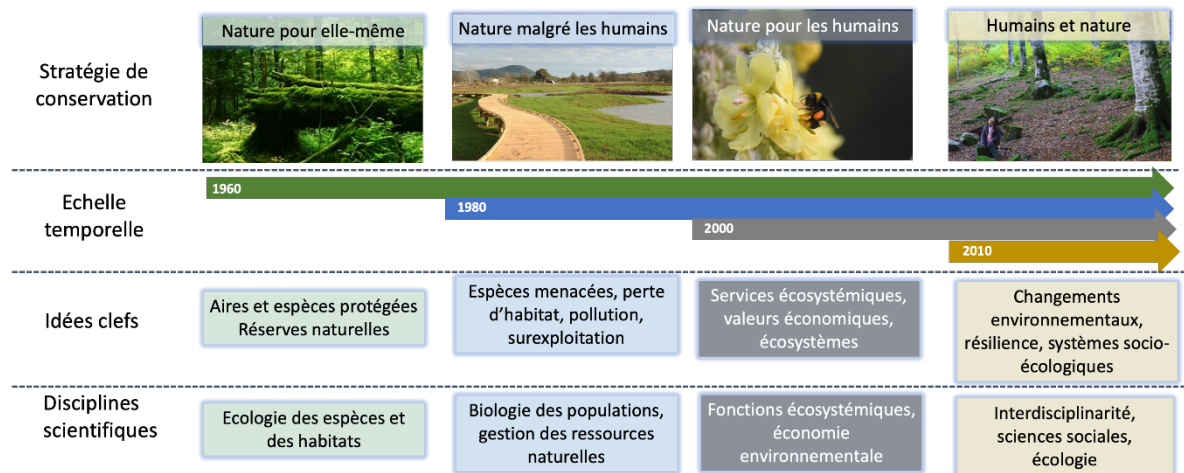 Stratégie de
conservation
Nature pour elle-même
Nature malgré les humains
Nature pour les humains
Humains et nature
Echelle
temporelle
1960
1980
2000
2010
Idées clefs
Aires et espèces protégées
Réserves naturelles
Espèces menacées, perte
d’habitat, pollution,
surexploitation
Services écosystémiques,
valeurs économiques,
écosystèmes
Changements
environnementaux,
résilience, systèmes socio-
écologiques
Disciplines
scientifiques
Ecologie des espèces et
des habitats
Biologie des populations,
gestion des ressources
naturelles
Fonctions écosystémiques,
économie
environnementale
Interdisciplinarité,
sciences sociales,
écologie